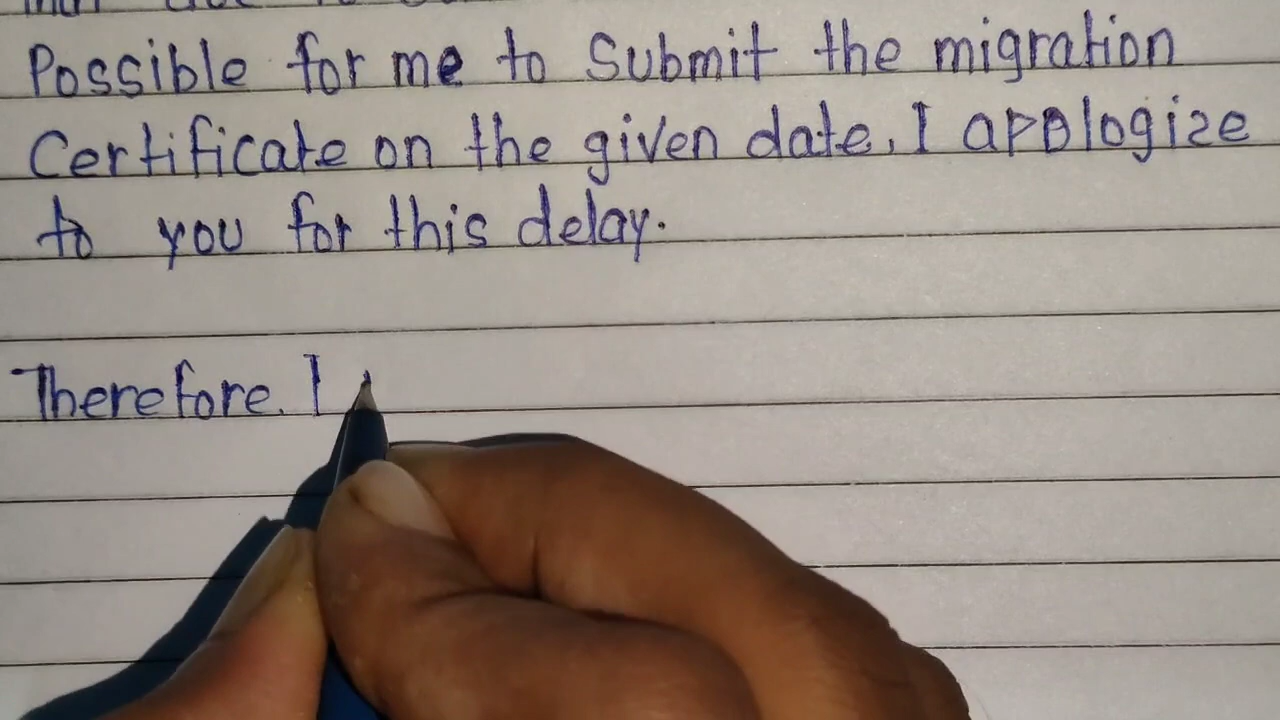 Possible for me to Submit the migration
Certificate on the given date, I apologize
to you for this delay.
Therefore. I